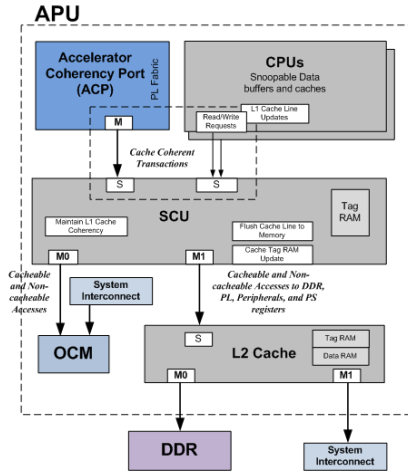 APU
Accelerator
Coherency Port
(ACP)
PL Fabric
M
CPUs
Snoopable Data
buffers and caches
L1 Cache Line
Updates
Read/Write
Requests
Cache Coherent
Transactions
S
S
SCU
Tag
RAM
Maintain L1 Cache
Coherency
Flush Cache Line to
Memory
Cache Tag RAM
Update
M0
M1
Cacheable
and Non-
cacheable
Accesses
System
Interconnect
Cacheable and Non-
cacheable Accesses to DDR,
PL, Peripherals, and PS
registers
OCM
S
L2 Cache
Tag RAM
Data RAM
M0
M1
DDR
System
Interconnect